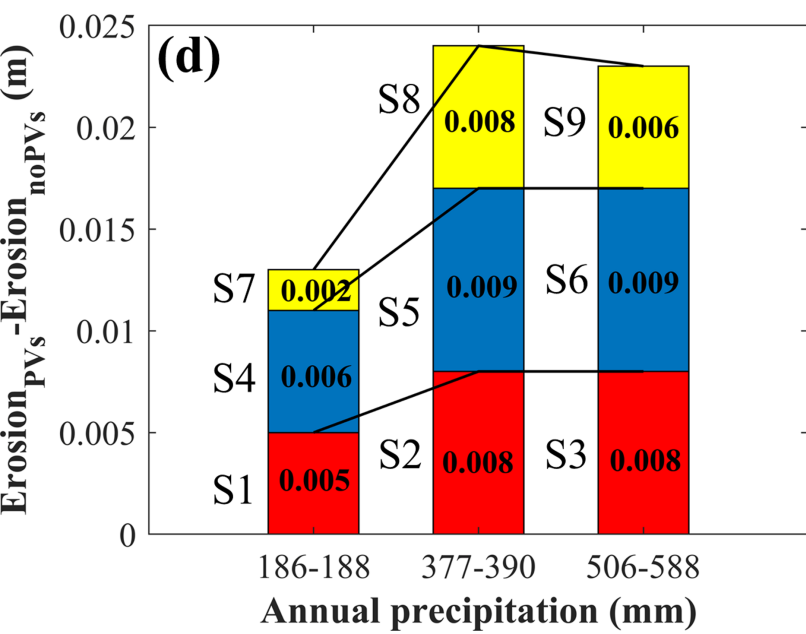 (d)
Erosion_PVs-Erosion_noPVs (m)
0.025
0.02
0.015
0.01
0.005
0
S8
0.008
S9
0.006
S7
0.002
S5
0.009
S6
0.009
S4
0.006
S2
0.008
S3
0.008
S1
0.005
186-188
377-390
506-588
Annual precipitation (mm)